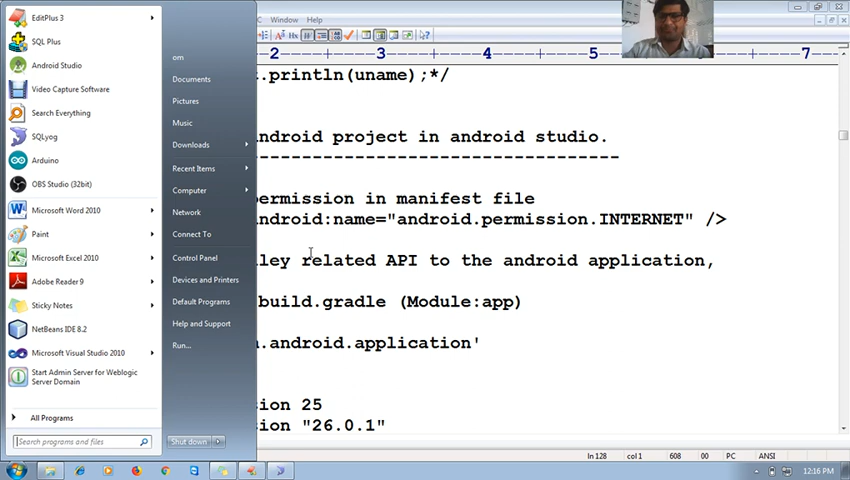 EditPlus 3
SQL Plus
Android Studio
Video Capture Software
Search Everything
SQLyog
Arduino
OBS Studio (32bit)
Microsoft Word 2010
Paint
Microsoft Excel 2010
Adobe Reader 9
Sticky Notes
NetBeans IDE 8.2
Microsoft Visual Studio 2010
Start Admin Server for Weblogic
Server Domain
All Programs
Search programs and files
om
Documents
Pictures
Music
Downloads
Recent Items
Computer
Network
Connect To
Control Panel
Devices and Printers
Default Programs
Help and Support
Run...
Shut down
Window Help
2 3 4 5 6 7
t.println(uname);*/
ndroid project in android studio.
-----------------------------------
permission in manifest file
ndroid:name="android.permission.INTERNET" />
lley related API to the android application,
build.gradle (Module:app)
.android.application'
sion 25
sion "26.0.1"
ln 128 col 1 608 00 PC ANSI
12:16 PM